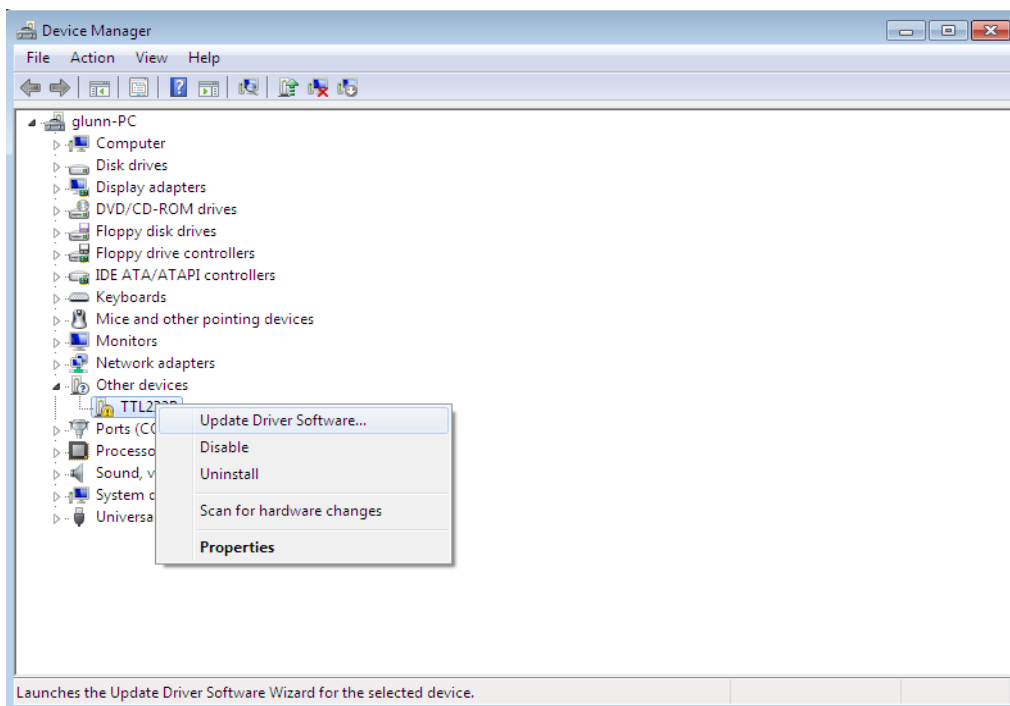 Device Manager
File Action View Help
glunn-PC
Computer
Disk drives
Display adapters
DVD/CD-ROM drives
Floppy disk drives
Floppy drive controllers
IDE ATA/ATAPI controllers
Keyboards
Mice and other pointing devices
Monitors
Network adapters
Other devices
Ports
Sound,
System
Update Driver Software...
Disable
Uninstall
Scan for hardware changes
Properties
Launches the Update Driver Software Wizard for the selected device.